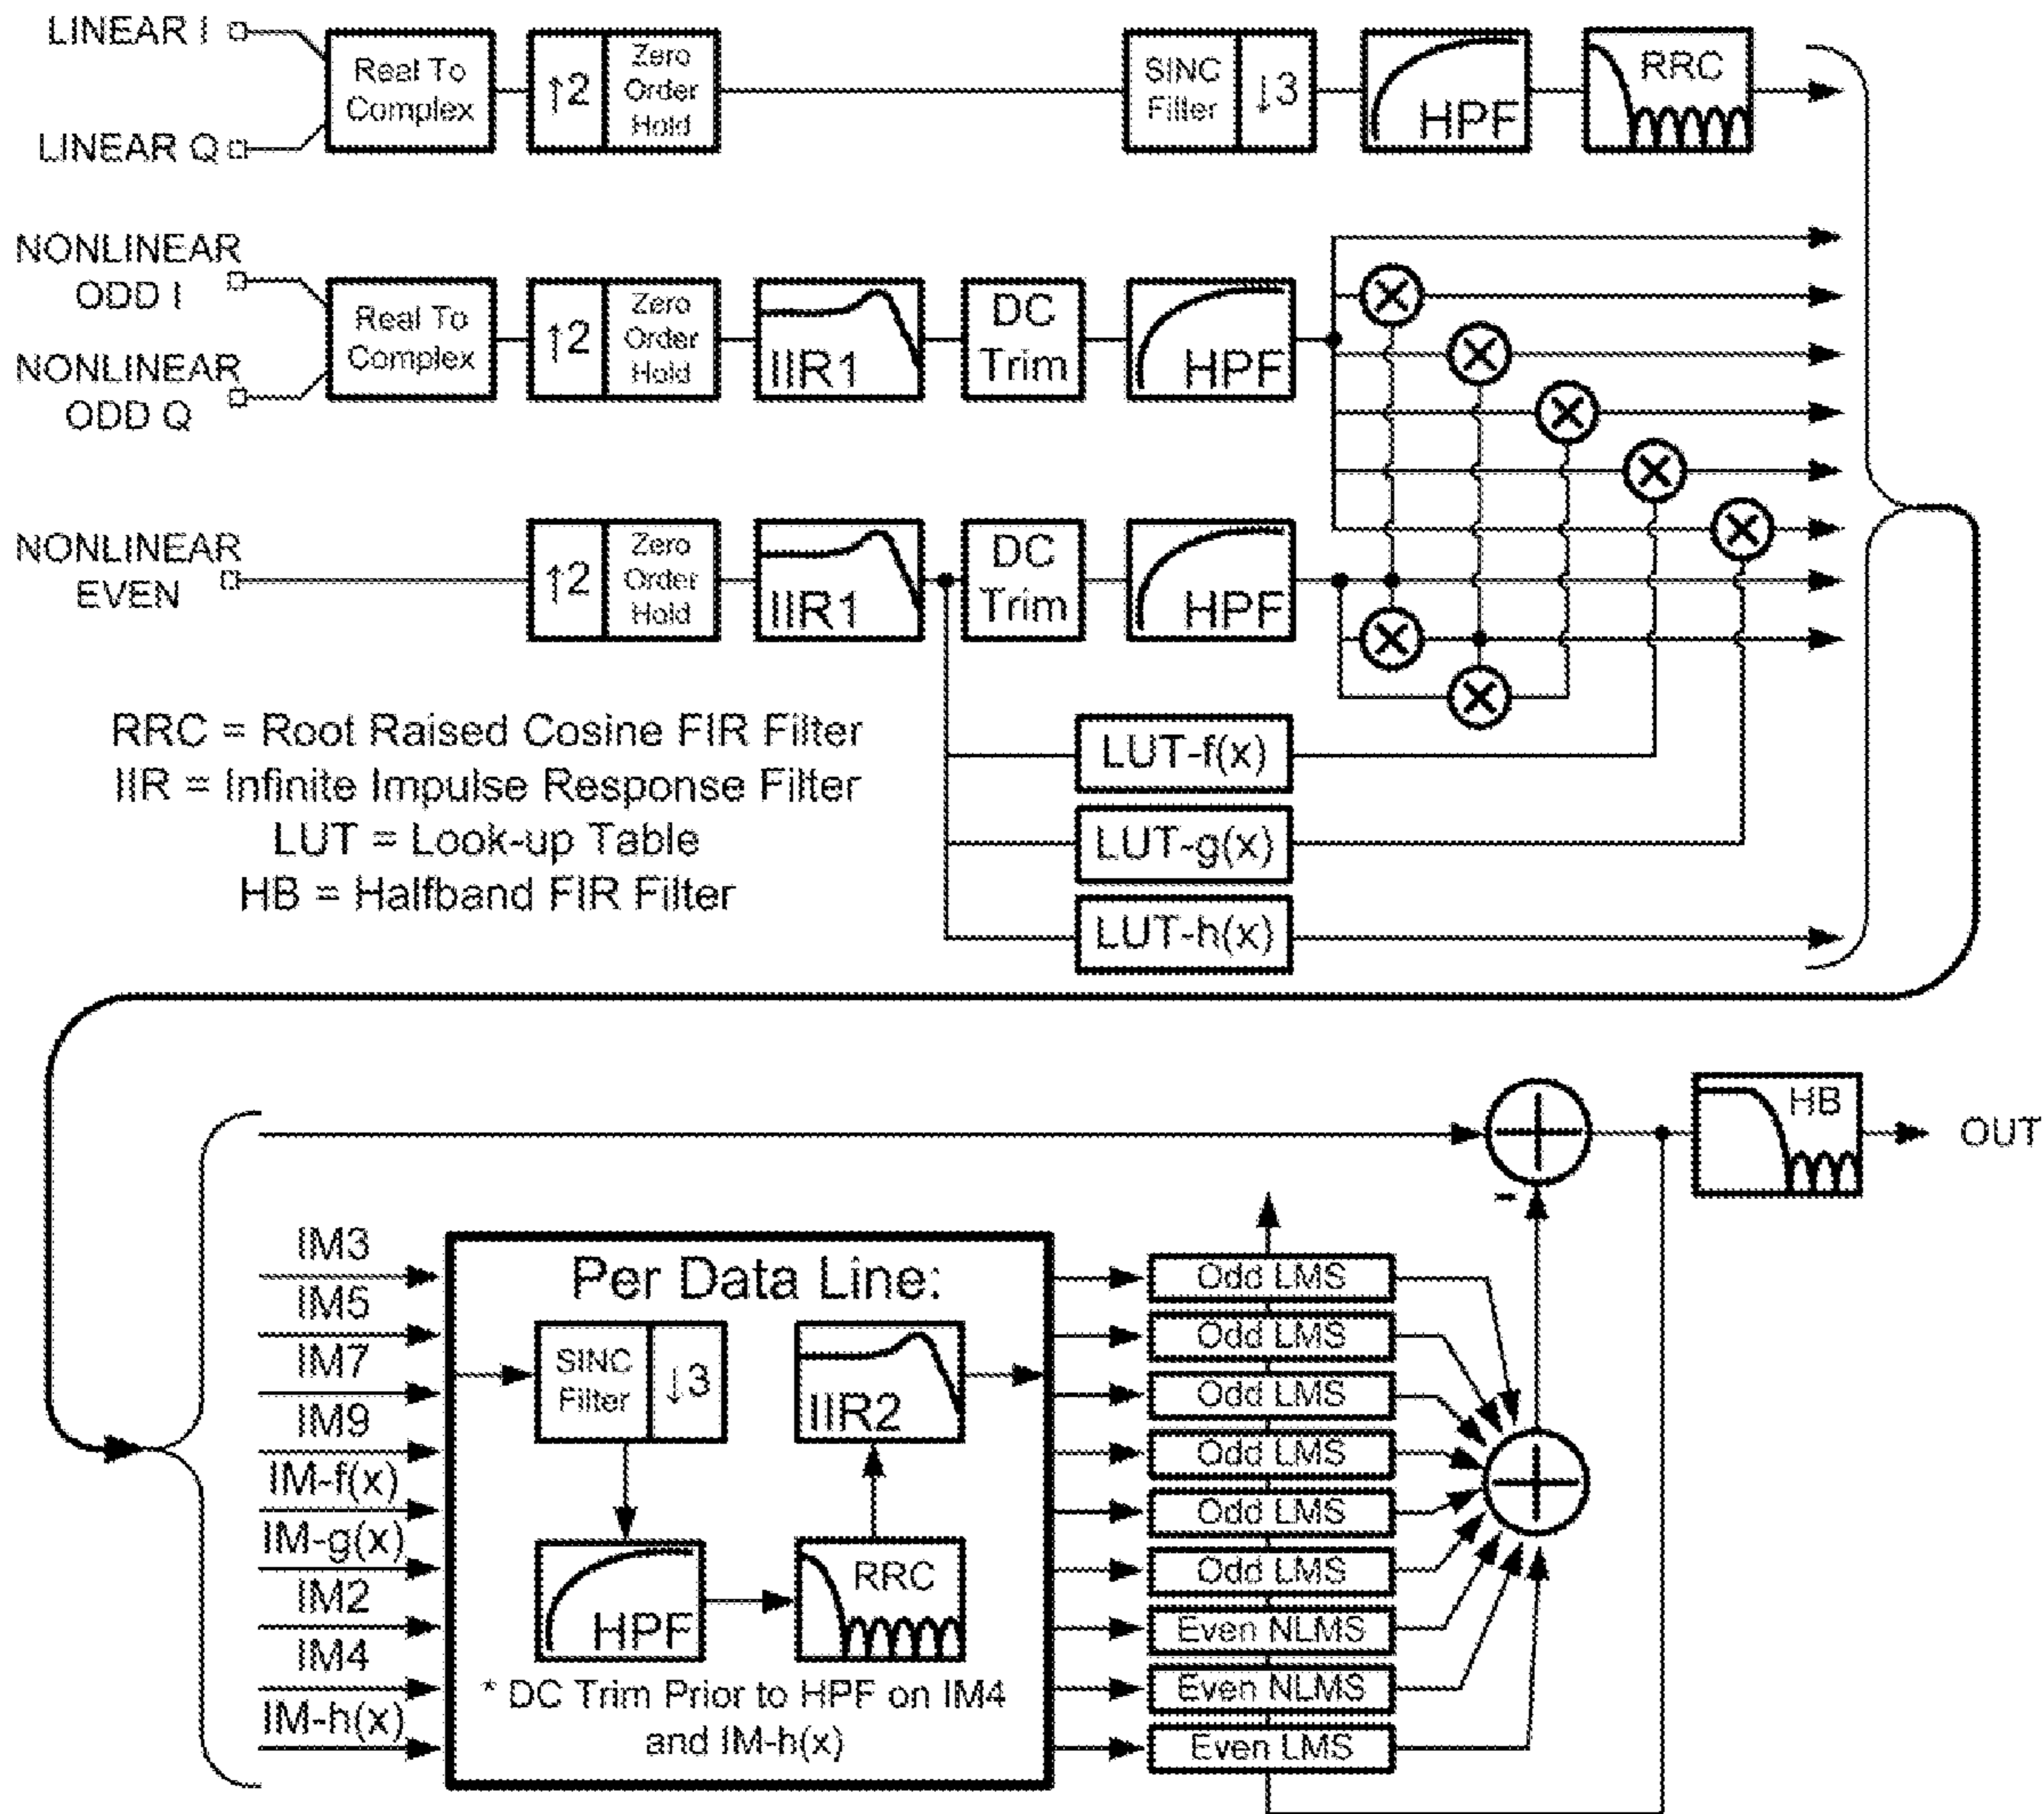 LINEAR I
LINEAR Q
Real To
Complex
↑2
Zero
Order
Hold
SINC
Filter
↓3
HPF
RRC
NONLINEAR
ODD I
NONLINEAR
ODD Q
Real To
Complex
↑2
Zero
Order
Hold
IIR1
DC
Trim
HPF
NONLINEAR
EVEN
↑2
Zero
Order
Hold
IIR1
DC
Trim
HPF
RRC = Root Raised Cosine FIR Filter
IIR = Infinite Impulse Response Filter
LUT = Look-up Table
HB = Halfband FIR Filter
LUT-f(x)
LUT-g(x)
LUT-h(x)
HB
OUT
-
IM3
IM5
IM7
IM9
IM-f(x)
IM-g(x)
IM2
IM4
IM-h(x)
Per Data Line:
SINC
Filter
↓3
IIR2
HPF
RRC
* DC Trim Prior to HPF on IM4
and IM-h(x)
Odd LMS
Odd LMS
Odd LMS
Odd LMS
Odd LMS
Odd LMS
Even NLMS
Even NLMS
Even LMS